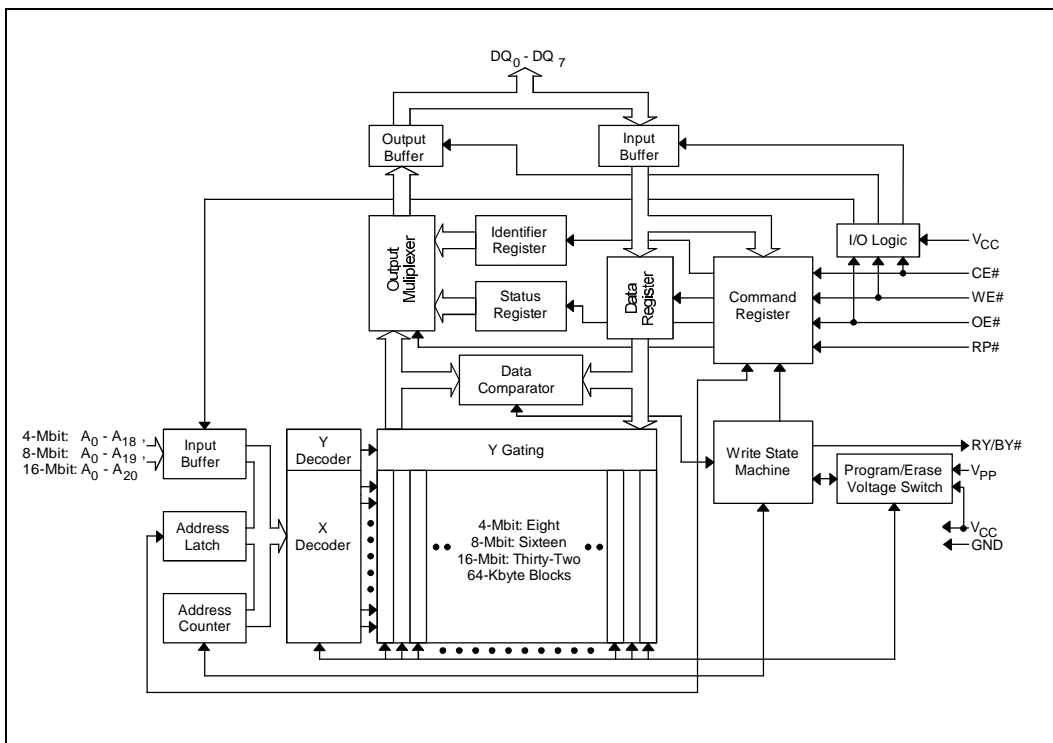 DQ0 - DQ 7
Output
Buffer
Input
Buffer
Output
Muliplexer
Identifier
Register
Status
Register
Data
Register
Command
Register
I/O Logic
VCC
CE#
WE#
OE#
RP#
Data
Comparator
4-Mbit: A0 - A18 ,
8-Mbit: A0 - A19 ,
16-Mbit: A0 - A20
Input
Buffer
Y
Decoder
Y Gating
Write State
Machine
RY/BY#
Program/Erase
Voltage Switch
VPP
VCC
GND
Address
Latch
X
Decoder
4-Mbit: Eight
8-Mbit: Sixteen
16-Mbit: Thirty-Two
64-Kbyte Blocks
Address
Counter